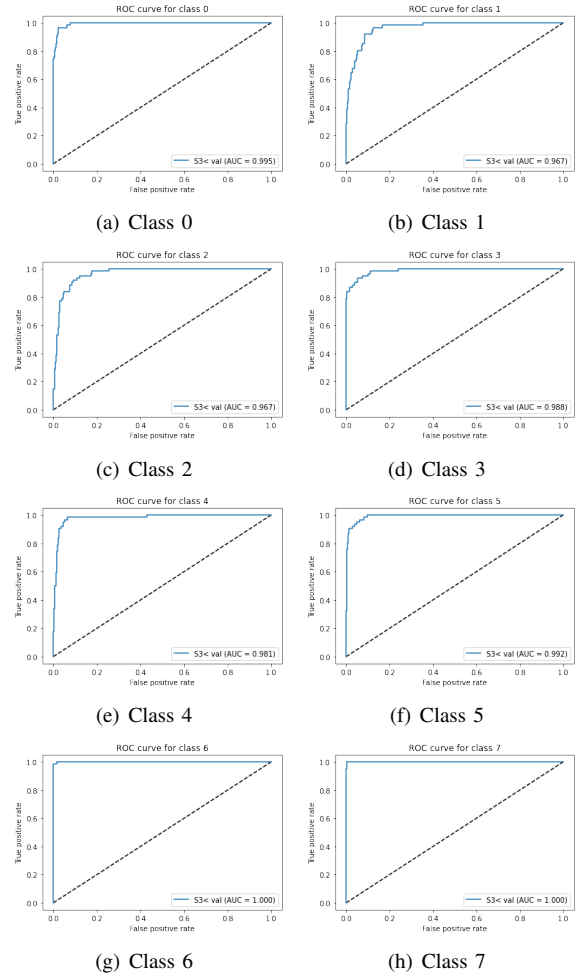 ROC curve for class 0
True positive rate
1.0
0.8
0.6
0.4
0.2
0.0
S3< val (AUC = 0.995)
0.0 0.2 0.4 0.6 0.8 1.0
False positive rate
(a) Class 0
ROC curve for class 1
True positive rate
1.0
0.8
0.6
0.4
0.2
0.0
S3< val (AUC = 0.967)
0.0 0.2 0.4 0.6 0.8 1.0
False positive rate
(b) Class 1
ROC curve for class 2
True positive rate
1.0
0.8
0.6
0.4
0.2
0.0
S3< val (AUC = 0.967)
0.0 0.2 0.4 0.6 0.8 1.0
False positive rate
(c) Class 2
ROC curve for class 3
True positive rate
1.0
0.8
0.6
0.4
0.2
0.0
S3< val (AUC = 0.988)
0.0 0.2 0.4 0.6 0.8 1.0
False positive rate
(d) Class 3
ROC curve for class 4
True positive rate
1.0
0.8
0.6
0.4
0.2
0.0
S3< val (AUC = 0.981)
0.0 0.2 0.4 0.6 0.8 1.0
False positive rate
(e) Class 4
ROC curve for class 5
True positive rate
1.0
0.8
0.6
0.4
0.2
0.0
S3< val (AUC = 0.992)
0.0 0.2 0.4 0.6 0.8 1.0
False positive rate
(f) Class 5
ROC curve for class 6
True positive rate
1.0
0.8
0.6
0.4
0.2
0.0
S3< val (AUC = 1.000)
0.0 0.2 0.4 0.6 0.8 1.0
False positive rate
(g) Class 6
ROC curve for class 7
True positive rate
1.0
0.8
0.6
0.4
0.2
0.0
S3< val (AUC = 1.000)
0.0 0.2 0.4 0.6 0.8 1.0
False positive rate
(h) Class 7